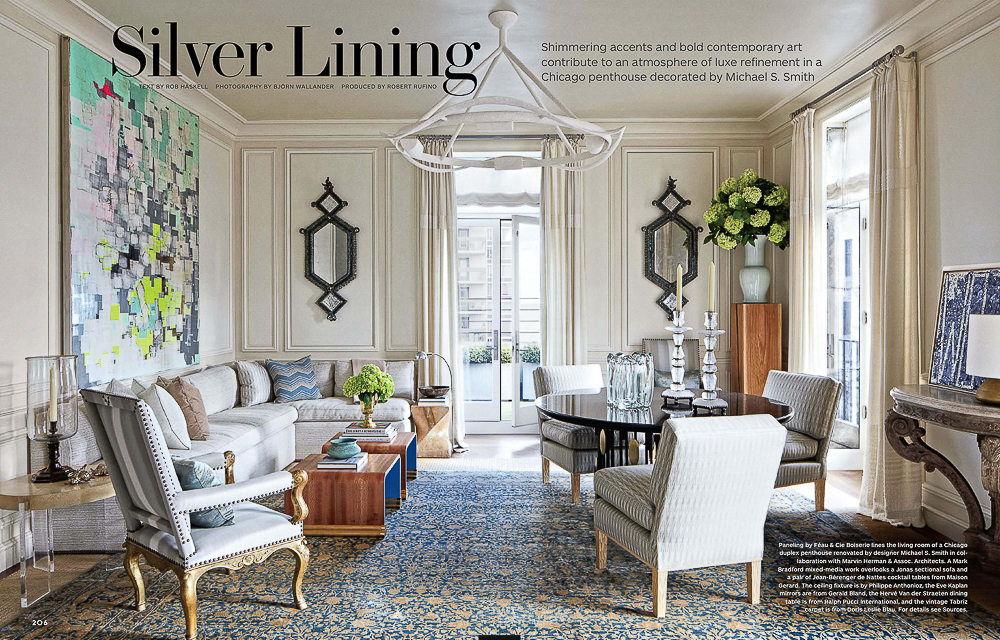 Silver Lining
TEXT BY ROB HASKELL PHOTOGRAPHY BY BJÖRN WALLANDER PRODUCED BY ROBERT RUFINO
Shimmering accents and bold contemporary art
contribute to an atmosphere of luxe refinement in a
Chicago penthouse decorated by Michael S. Smith
Paneling by Féau & Cie Boiserie lines the living room of a Chicago
duplex penthouse renovated by designer Michael S. Smith in col-
laboration with Marvin Herman & Assoc. Architects. A Mark
Bradford mixed-media work overlooks a Jonas sectional sofa and
a pair of Jean-Bérenger de Nattes cocktail tables from Maison
Gerard. The ceiling fixture is by Philippe Anthonioz, the Eve Kaplan
mirrors are from Gerald Bland, the Hervé Van der Straeten dining
table is from Ralph Pucci International, and the vintage Tabriz
carpet is from Doris Leslie Blau. For details see Sources.
206